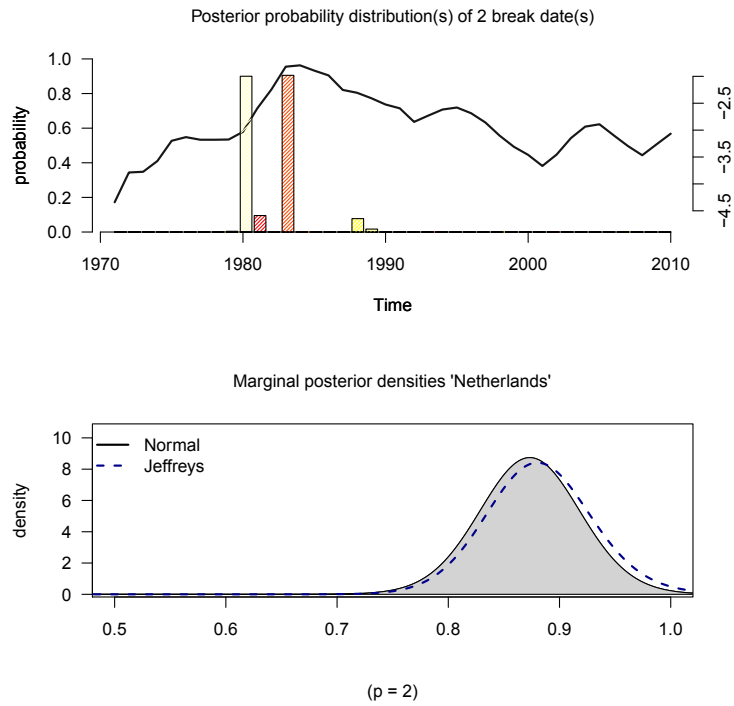 Posterior probability distribution(s) of 2 break date(s)
probability
1.0
0.8
0.6
0.4
0.2
0.0
−2.5
−3.5
−4.5
1970 1980 1990 2000 2010
Time
Marginal posterior densities 'Netherlands'
density
10
8
6
4
2
0
Normal
Jeffreys
0.5 0.6 0.7 0.8 0.9 1.0
(p = 2)